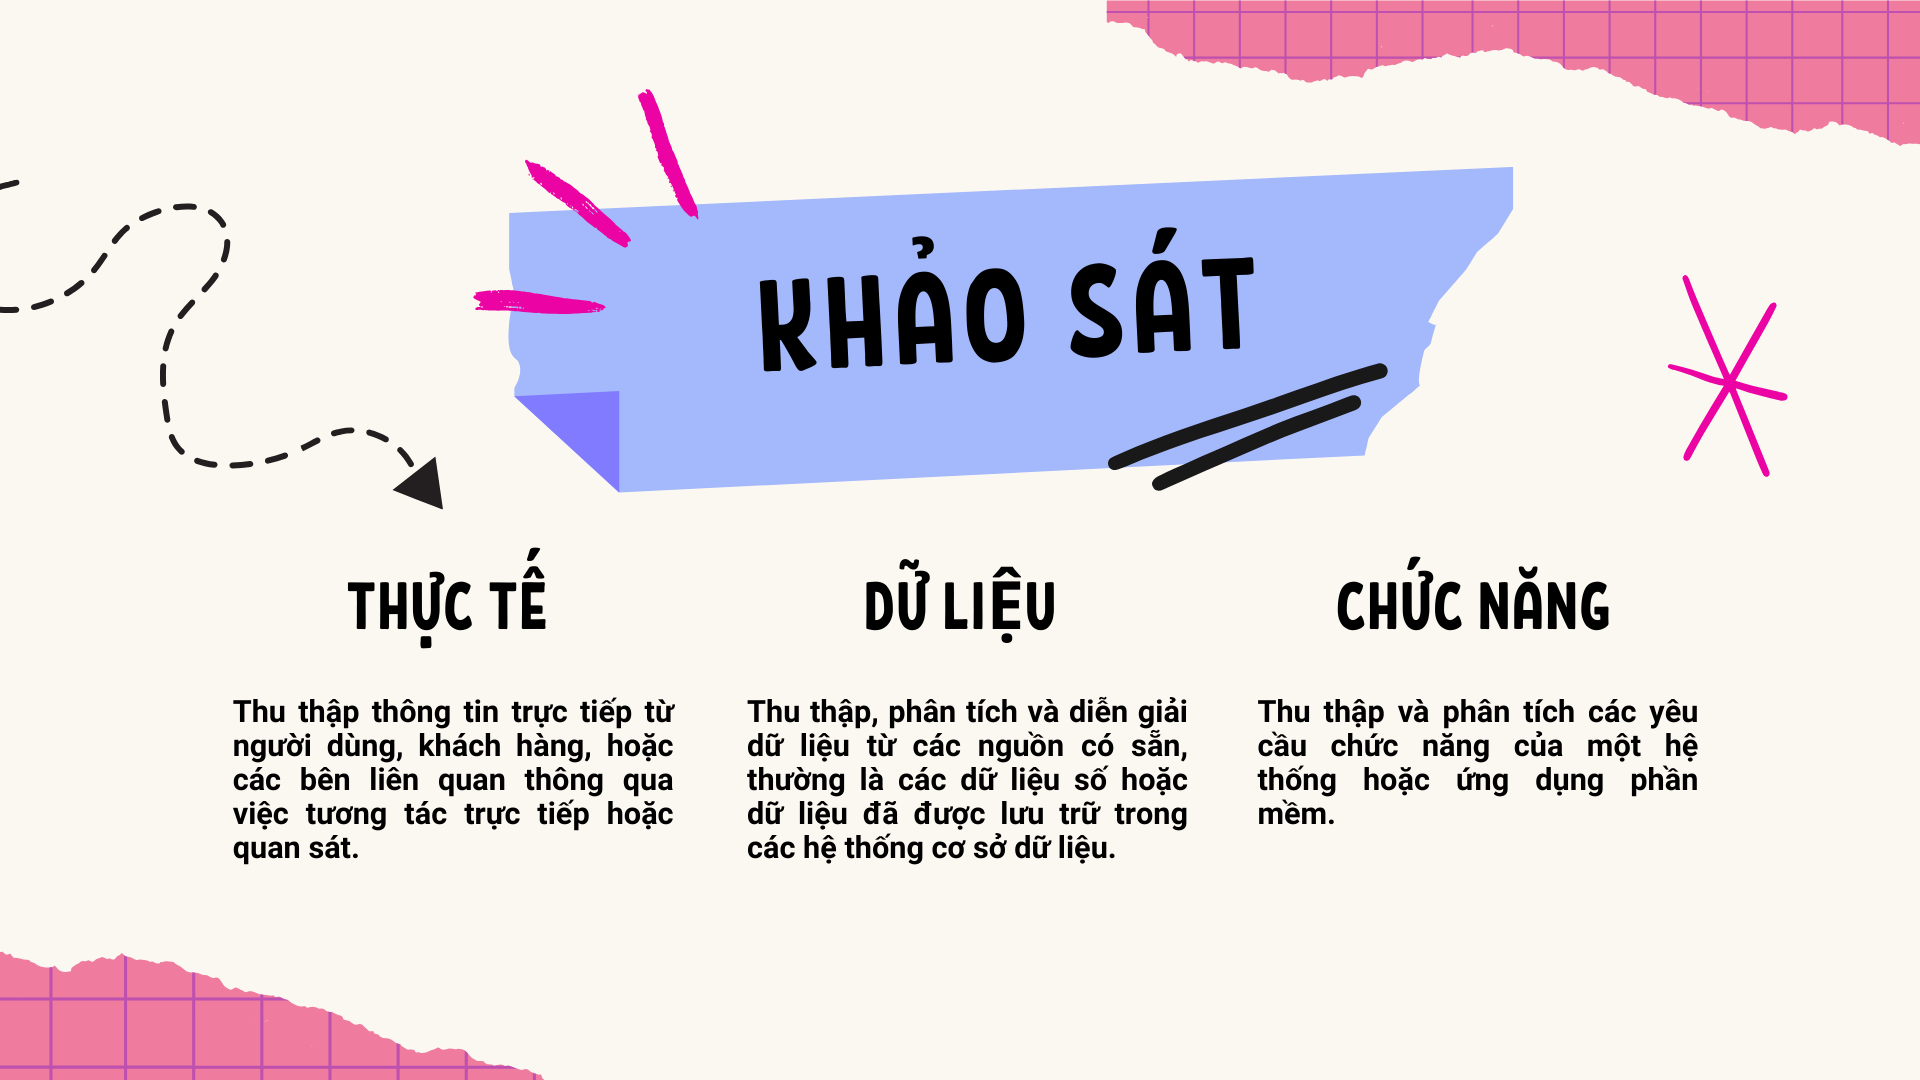 KHẢO SÁT
THỰC TẾ
Thu thập thông tin trực tiếp từ
người dùng, khách hàng, hoặc
các bên liên quan thông qua
việc tương tác trực tiếp hoặc
quan sát.
DỮ LIỆU
Thu thập, phân tích và diễn giải
dữ liệu từ các nguồn có sẵn,
thường là các dữ liệu số hoặc
dữ liệu đã được lưu trữ trong
các hệ thống cơ sở dữ liệu.
CHỨC NĂNG
Thu thập và phân tích các yêu
cầu chức năng của một hệ
thống hoặc ứng dụng phần
mềm.